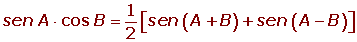 sen A · cos B = 1/2 [sen (A + B) + sen (A − B)]